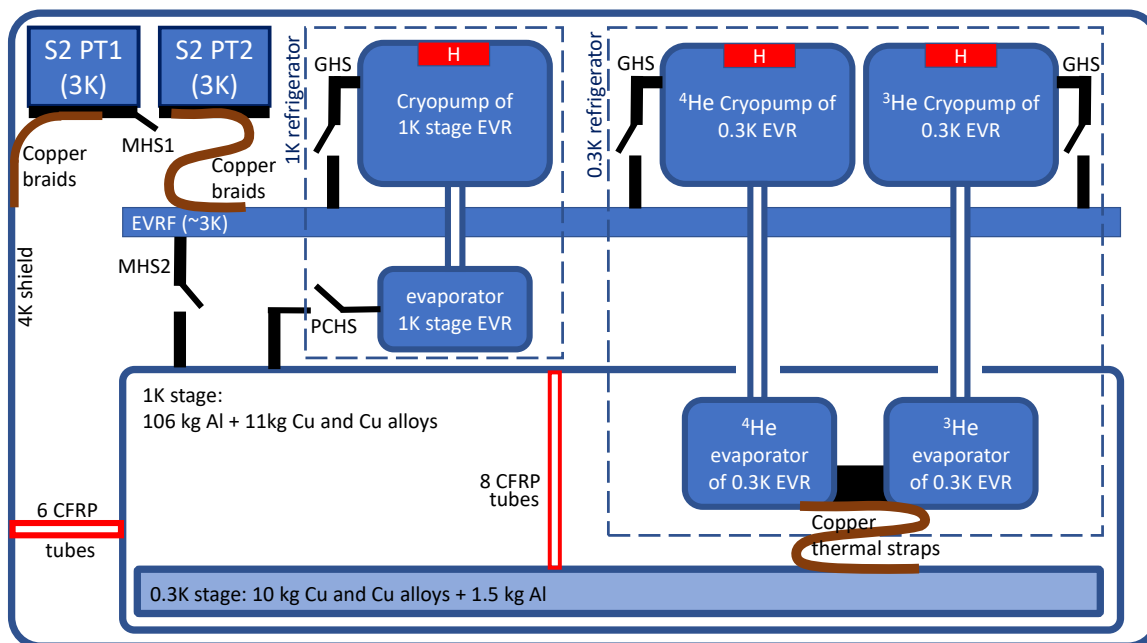 S2 PT1
(3K)
S2 PT2
(3K)
MHS1
Copper
braids
Copper
braids
1K refrigerator
GHS
H
Cryopump of
1K stage EVR
0.3K refrigerator
GHS
H
⁴He Cryopump of
0.3K EVR
H
³He Cryopump of
0.3K EVR
GHS
EVRF (~3K)
4K shield
MHS2
PCHS
evaporator
1K stage EVR
1K stage:
106 kg Al + 11kg Cu and Cu alloys
⁴He
evaporator
of 0.3K EVR
³He
evaporator
of 0.3K EVR
6 CFRP
tubes
8 CFRP
tubes
Copper
thermal straps
0.3K stage: 10 kg Cu and Cu alloys + 1.5 kg Al